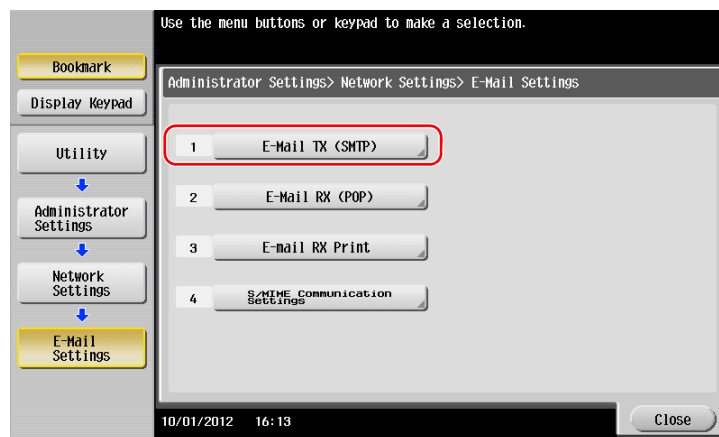 Use the menu buttons or keypad to make a selection.
Bookmark
Display Keypad
Utility
Administrator
Settings
Network
Settings
E-Mail
Settings
Administrator Settings> Network Settings> E-Mail Settings
1 E-Mail TX (SMTP)
2 E-Mail RX (POP)
3 E-mail RX Print
4 S/MIME Communication
Settings
10/01/2012 16:13
Close